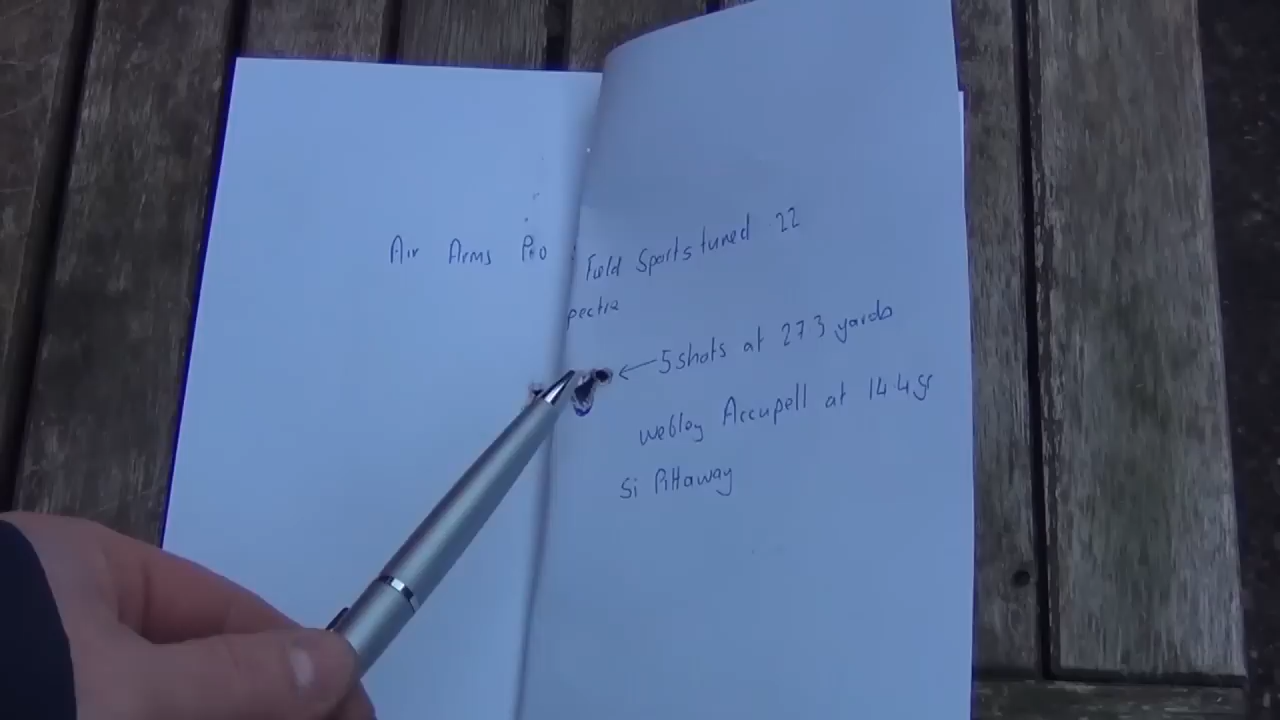 Air Arms Pro Field Sports tuned .22
pectre
5 shots at 27.3 yards
Webley Accupell at 14.4gr
Si Pittaway